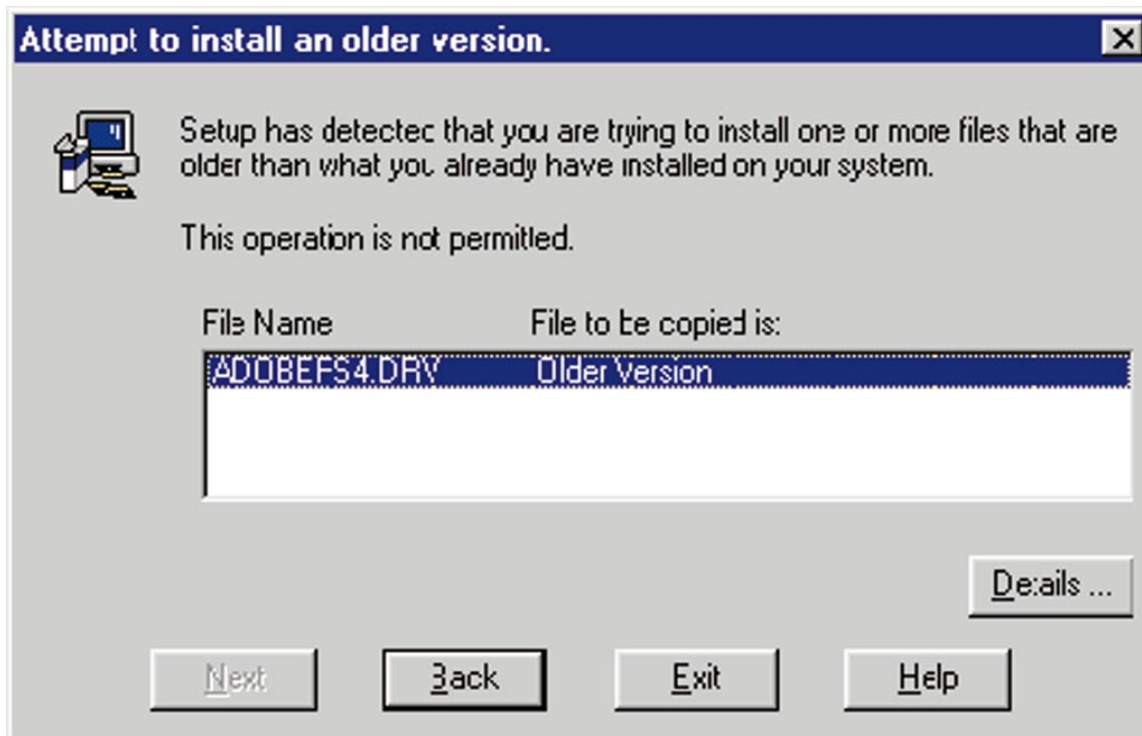 Attempt to install an older version.
Setup has detected that you are trying to install one or more files that are
older than what you already have installed on your system.
This operation is not permitted.
File Name File to be copied is:
ADOBEFS4.DRV Older Version
Details ...
Next Back Exit Help